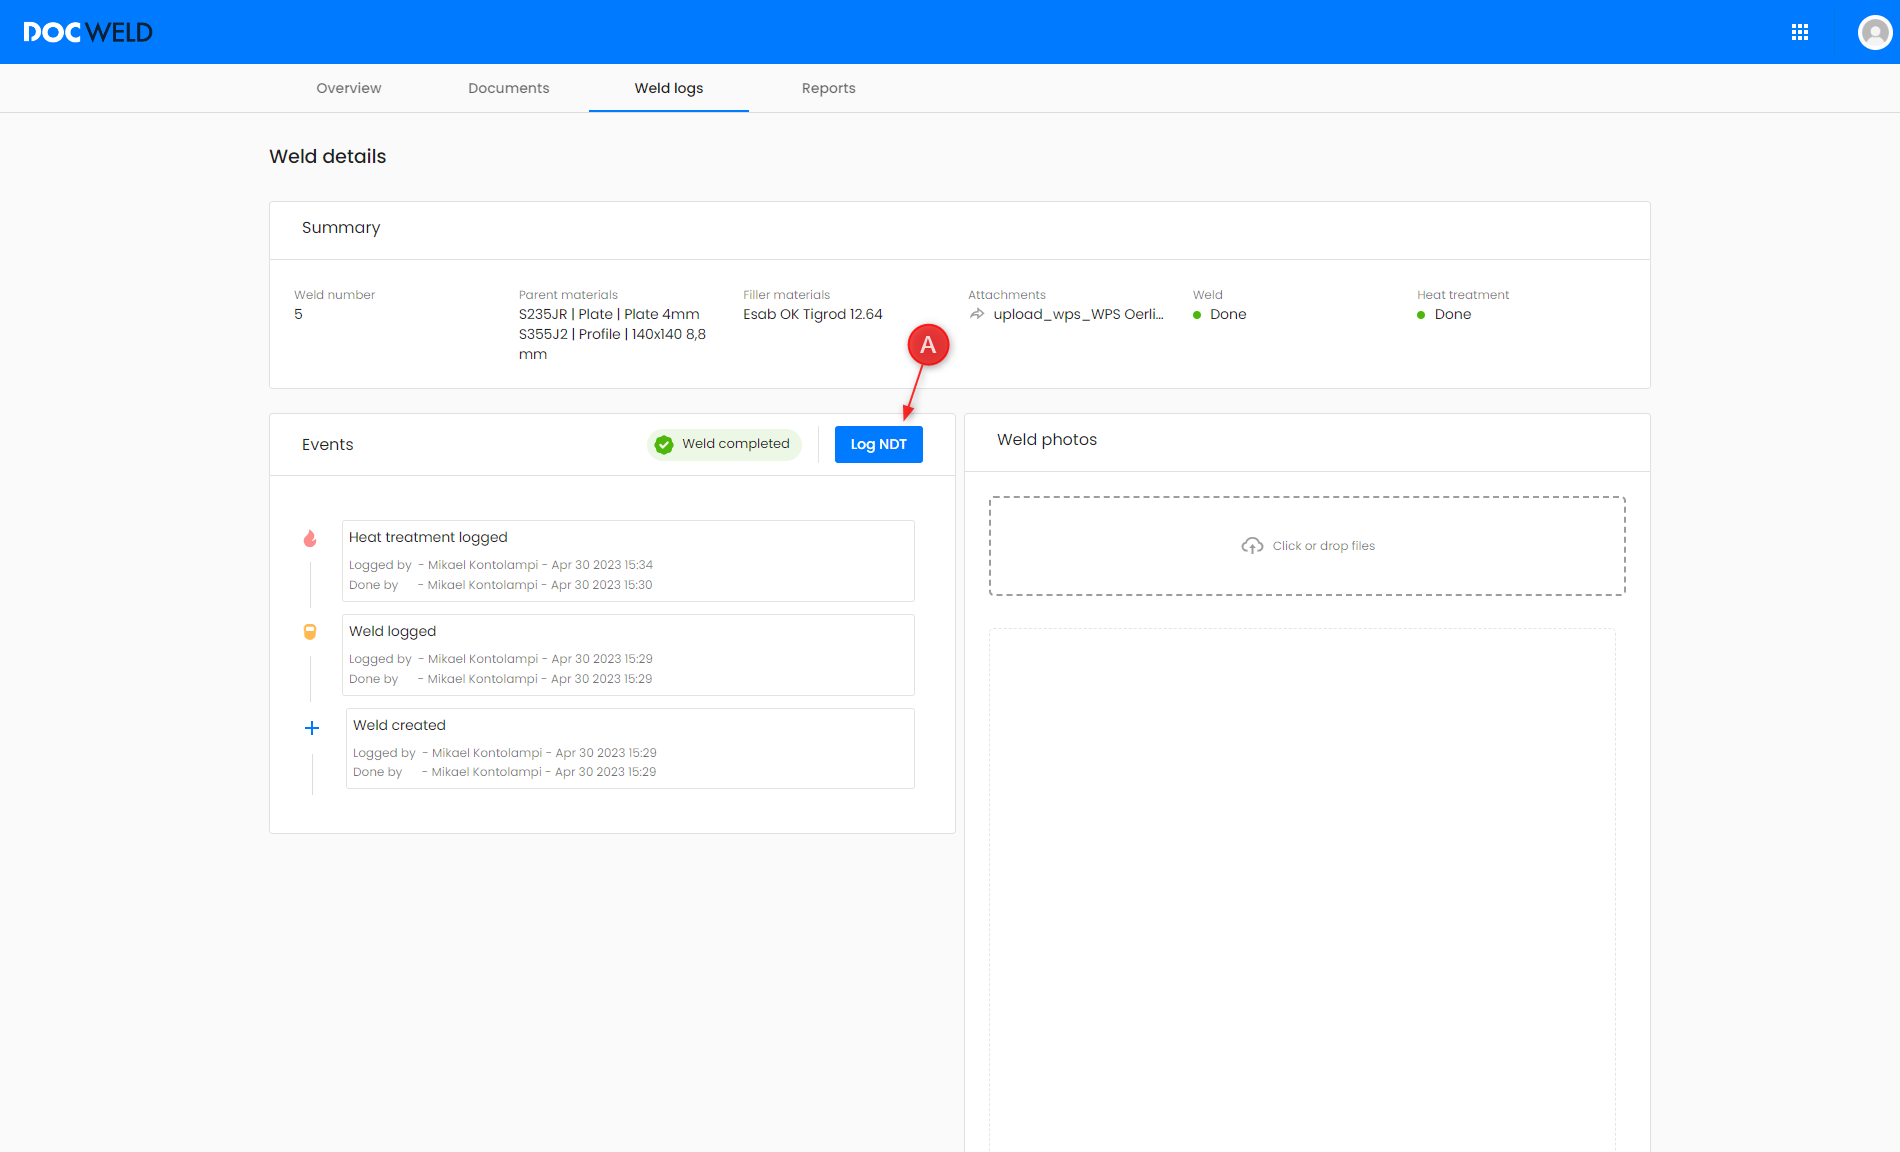 DOCWELD
Overview
Documents
Weld logs
Reports
Weld details
Summary
Weld number
5
Parent materials
S235JR | Plate | Plate 4mm
S355J2 | Profile | 140x140 8,8
mm
Filler materials
Esab OK Tigrod 12.64
Attachments
upload_wps_WPS Oerli...
Weld
Done
Heat treatment
Done
A
Events
Weld completed
Log NDT
Heat treatment logged
Logged by - Mikael Kontolampi - Apr 30 2023 15:34
Done by - Mikael Kontolampi - Apr 30 2023 15:30
Weld logged
Logged by - Mikael Kontolampi - Apr 30 2023 15:29
Done by - Mikael Kontolampi - Apr 30 2023 15:29
Weld created
Logged by - Mikael Kontolampi - Apr 30 2023 15:29
Done by - Mikael Kontolampi - Apr 30 2023 15:29
Weld photos
Click or drop files